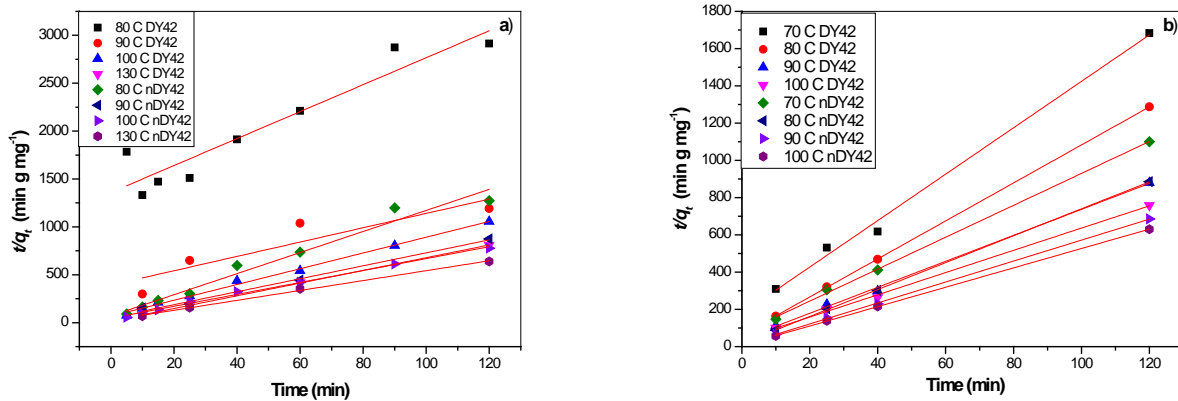 a)
80 C DY42
90 C DY42
100 C DY42
130 C DY42
80 C nDY42
90 C nDY42
100 C nDY42
130 C nDY42
3000
2500
2000
1500
1000
500
0
t/qt (min g mg-1)
0 20 40 60 80 100 120
Time (min)
b)
70 C DY42
80 C DY42
90 C DY42
100 C DY42
70 C nDY42
80 C nDY42
90 C nDY42
100 C nDY42
1800
1600
1400
1200
1000
800
600
400
200
0
t/qt (min g mg-1)
0 20 40 60 80 100 120
Time (min)